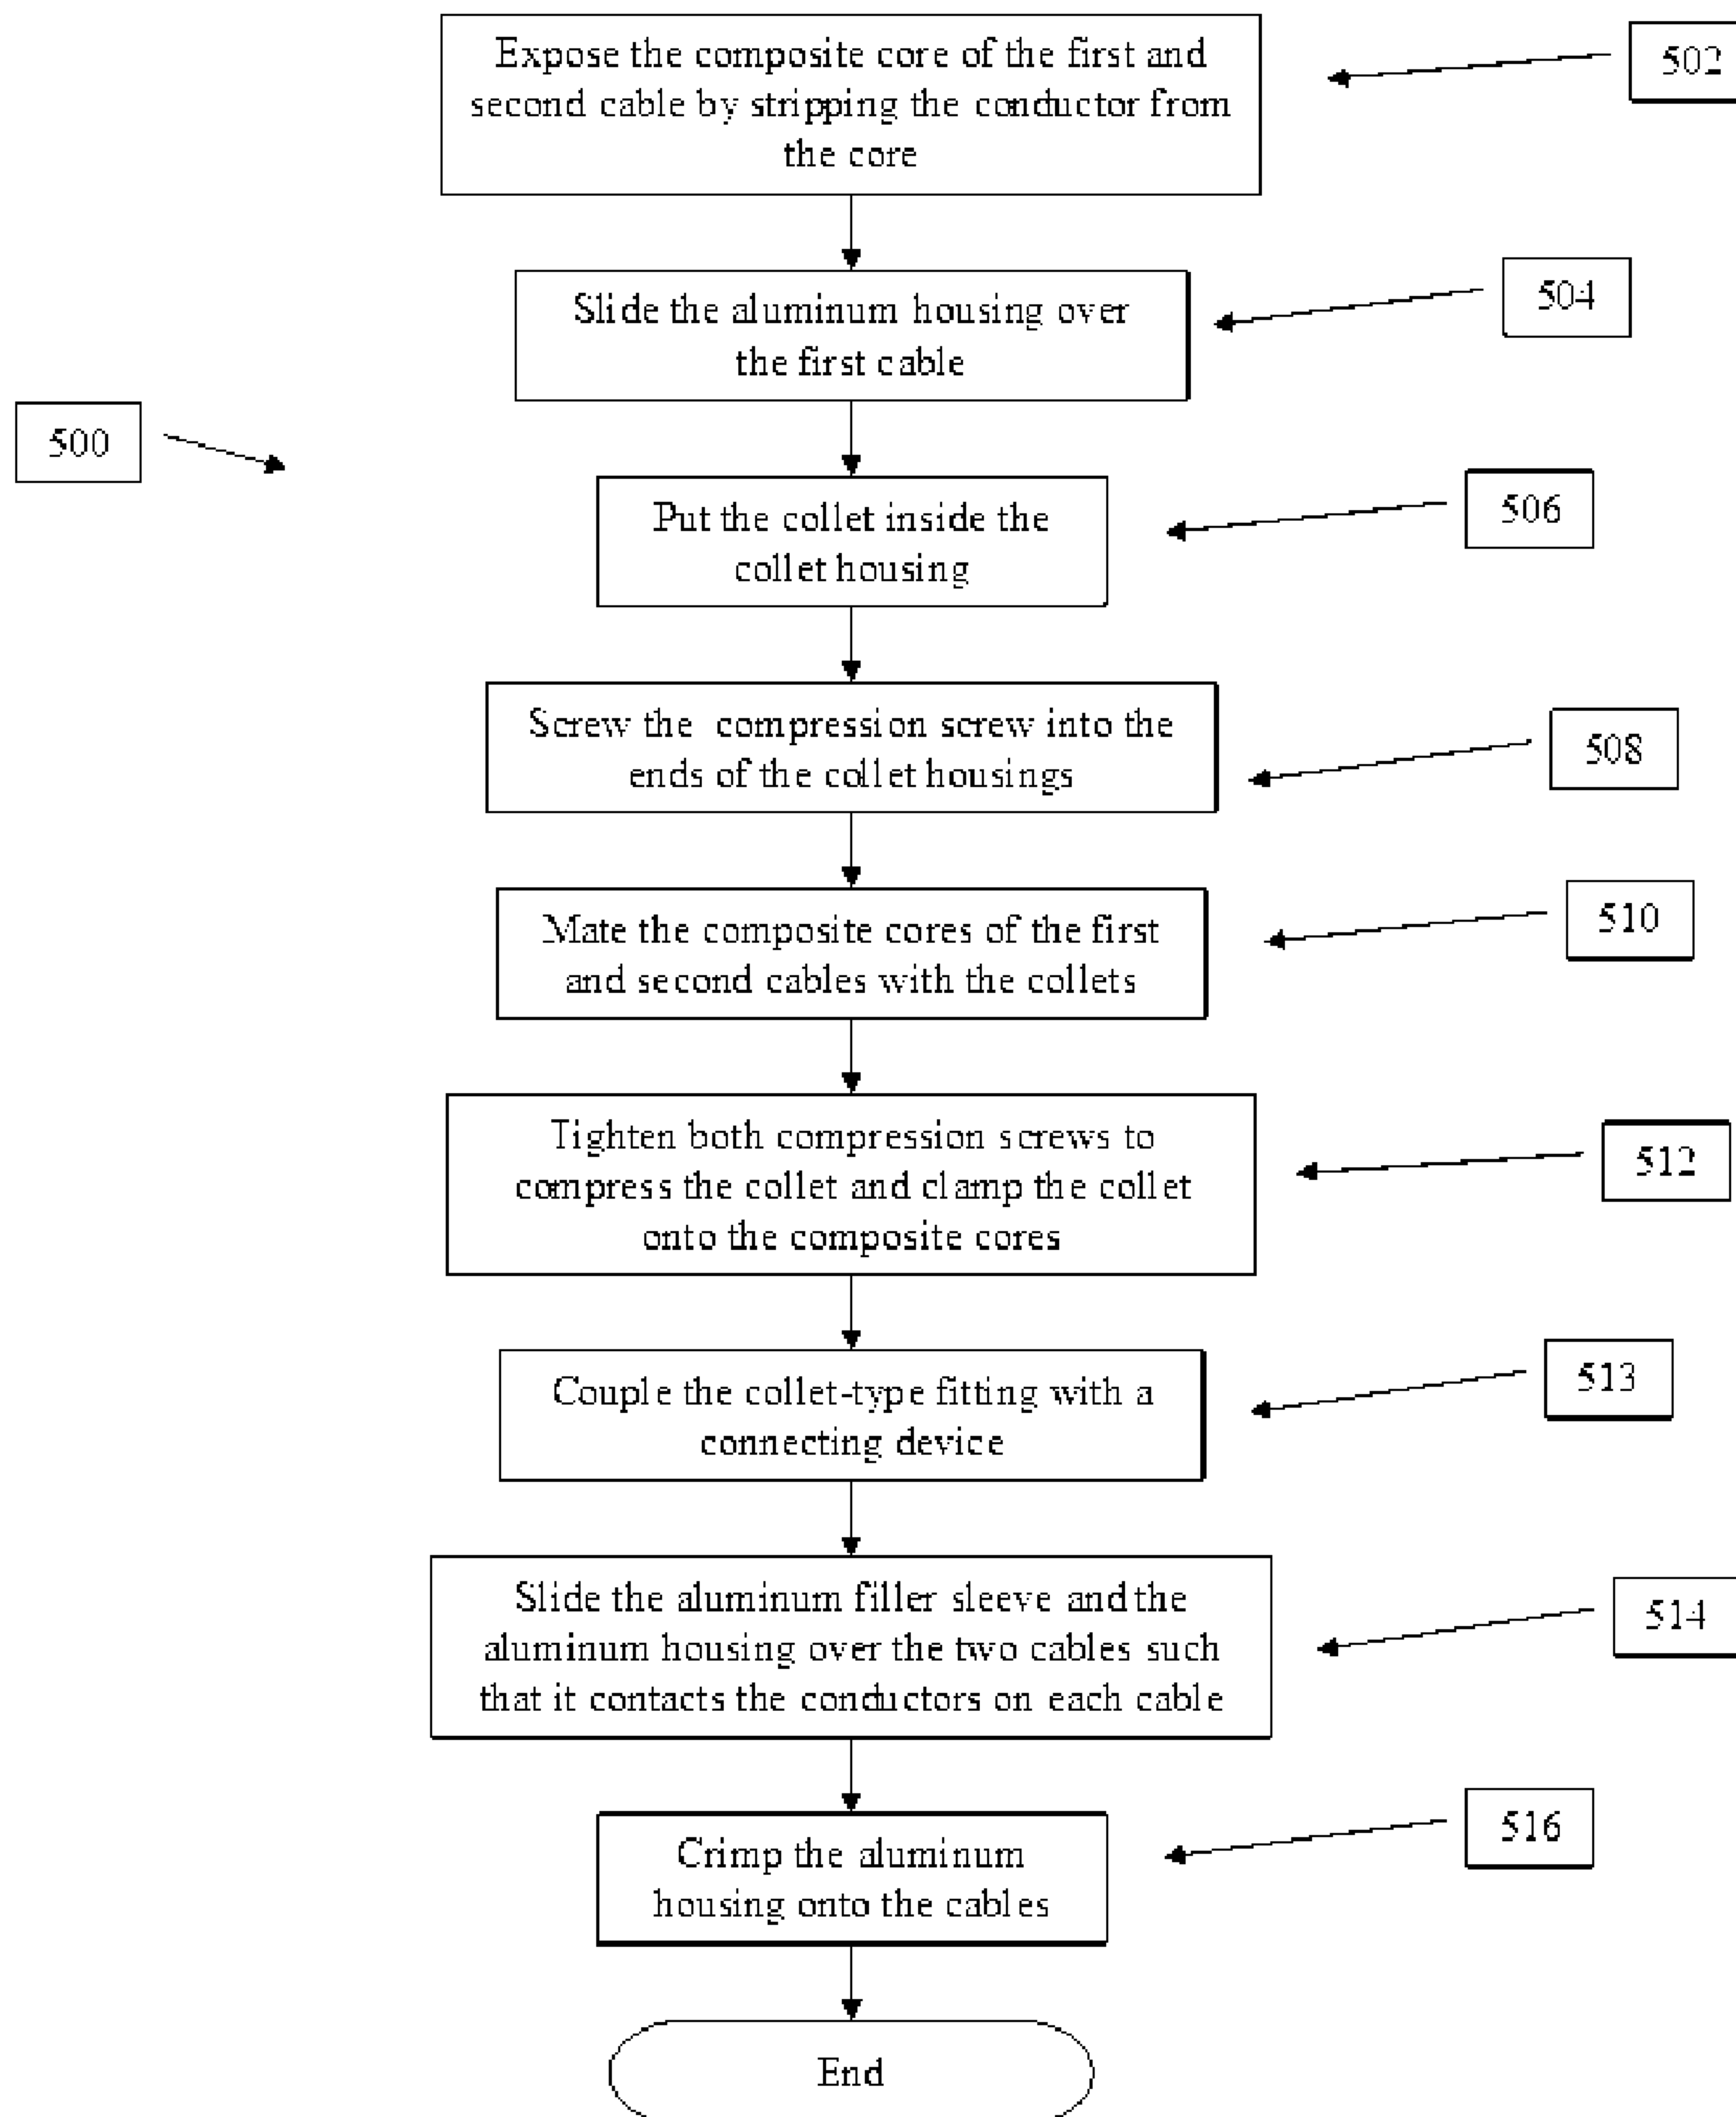 Expose the composite core of the first and
second cable by stripping the conductor from
the core
502
Slide the aluminum housing over
the first cable
504
500
Put the collet inside the
collet housing
506
Screw the compression screw into the
ends of the collet housings
508
Mate the composite cores of the first
and second cables with the collets
510
Tighten both compression screws to
compress the collet and clamp the collet
onto the composite cores
512
Couple the collet-type fitting with a
connecting device
513
Slide the aluminum filler sleeve and the
aluminum housing over the two cables such
that it contacts the conductors on each cable
514
Crimp the aluminum
housing onto the cables
516
End